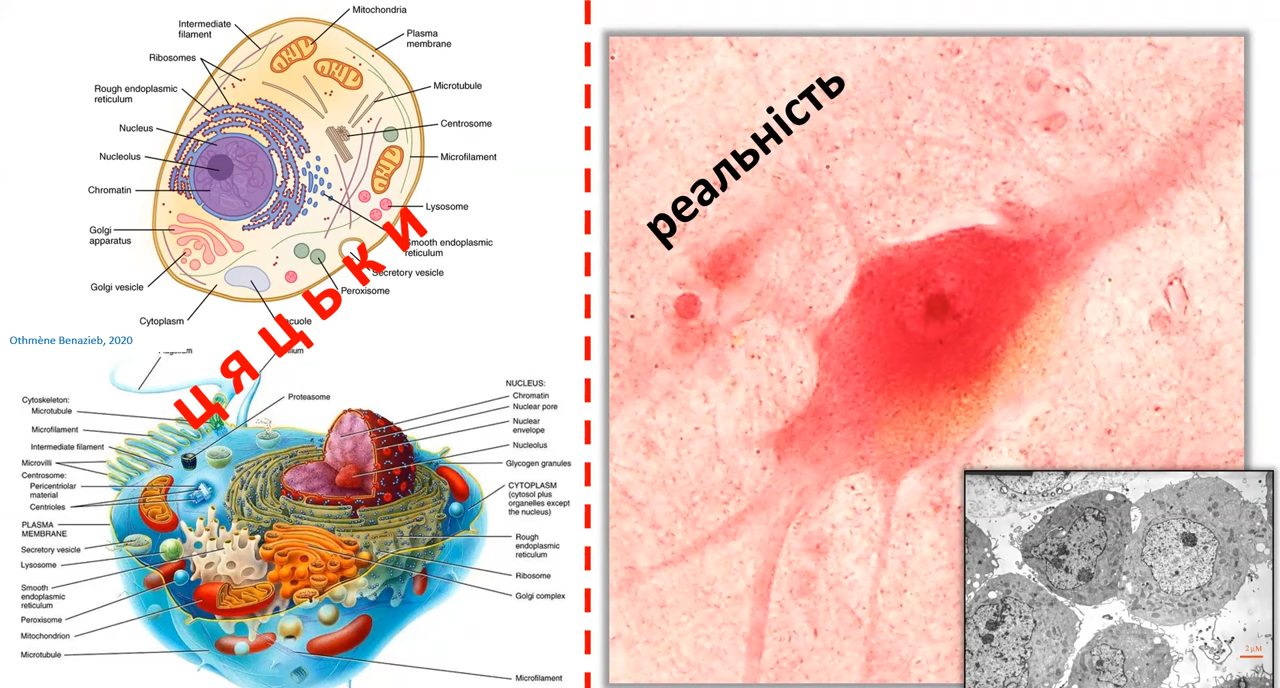 Mitochondria
Intermediate
filament
Plasma
membrane
Ribosomes
Rough endoplasmic
reticulum
Microtubule
Centrosome
Nucleus
Nucleolus
Microfilament
Chromatin
Lysosome
Golgi
apparatus
Smooth endoplasmic
reticulum
Secretory vesicle
Golgi vesicle
Peroxisome
Cytoplasm
Othmène Benazieb, 2020
цяцьки
Cytoskeleton:
Microtubule
Microfilament
Intermediate filament
Microvilli
Centrosome:
Pericentriolar
material
Centrioles
PLASMA
MEMBRANE
Secretory vesicle
Lysosome
Smooth
endoplasmic
reticulum
Peroxisome
Mitochondrion
Microtubule
Proteasome
NUCLEUS:
Chromatin
Nuclear pore
Nuclear
envelope
Nucleolus
Glycogen granules
CYTOPLASM
(cytosol plus
organelles except
the nucleus)
Rough
endoplasmic
reticulum
Ribosome
Golgi complex
Microfilament
реальність
2 µM